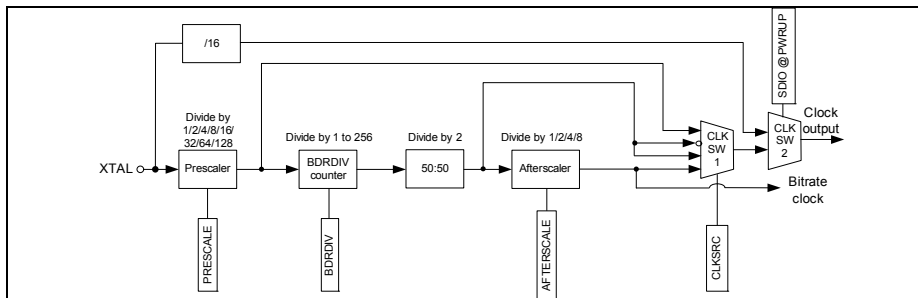 /16
SDIO @ PWRUP
Clock
output
Divide by
1/2/4/8/16/
32/64/128
Divide by 1 to 256
Divide by 2
Divide by 1/2/4/8
CLK
SW
1
CLK
SW
2
XTAL
Prescaler
BDRDIV
counter
50:50
Afterscaler
Bitrate
clock
PRESCALE
BDRDIV
AFTERSCALE
CLKSRC